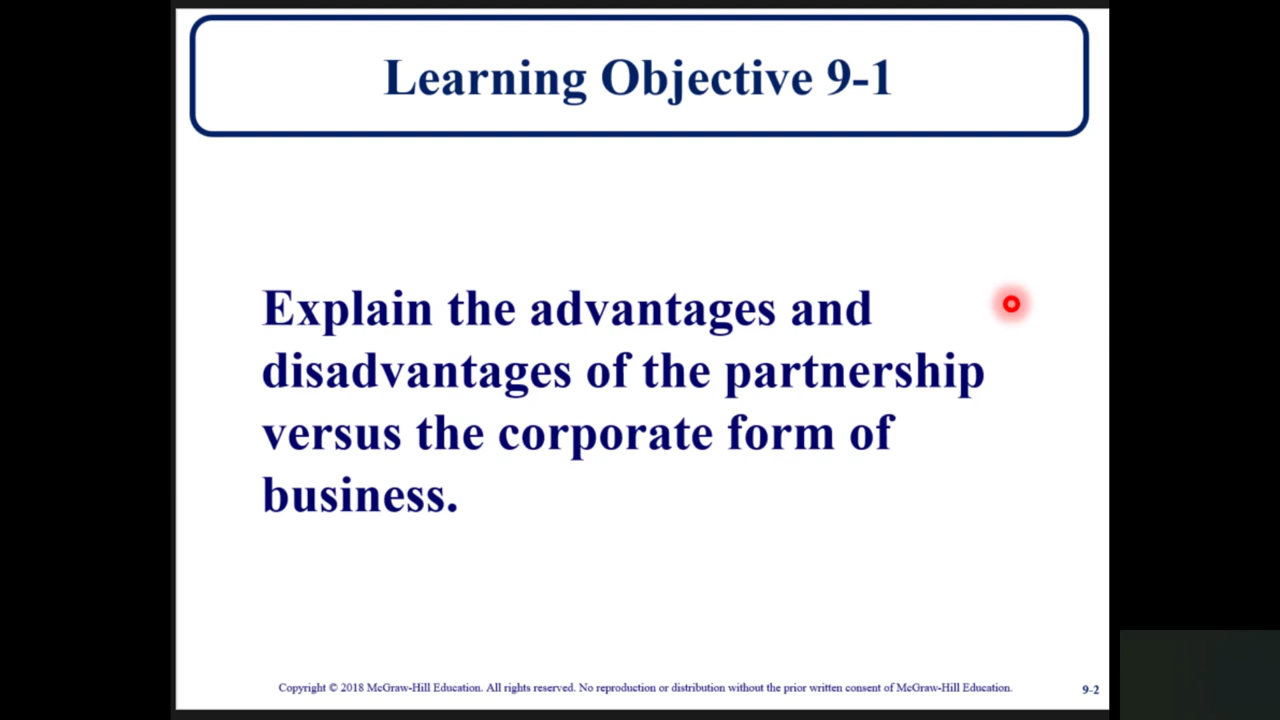 Learning Objective 9-1
Explain the advantages and
disadvantages of the partnership
versus the corporate form of
business.
Copyright © 2018 McGraw-Hill Education. All rights reserved. No reproduction or distribution without the prior written consent of McGraw-Hill Education.
9-2